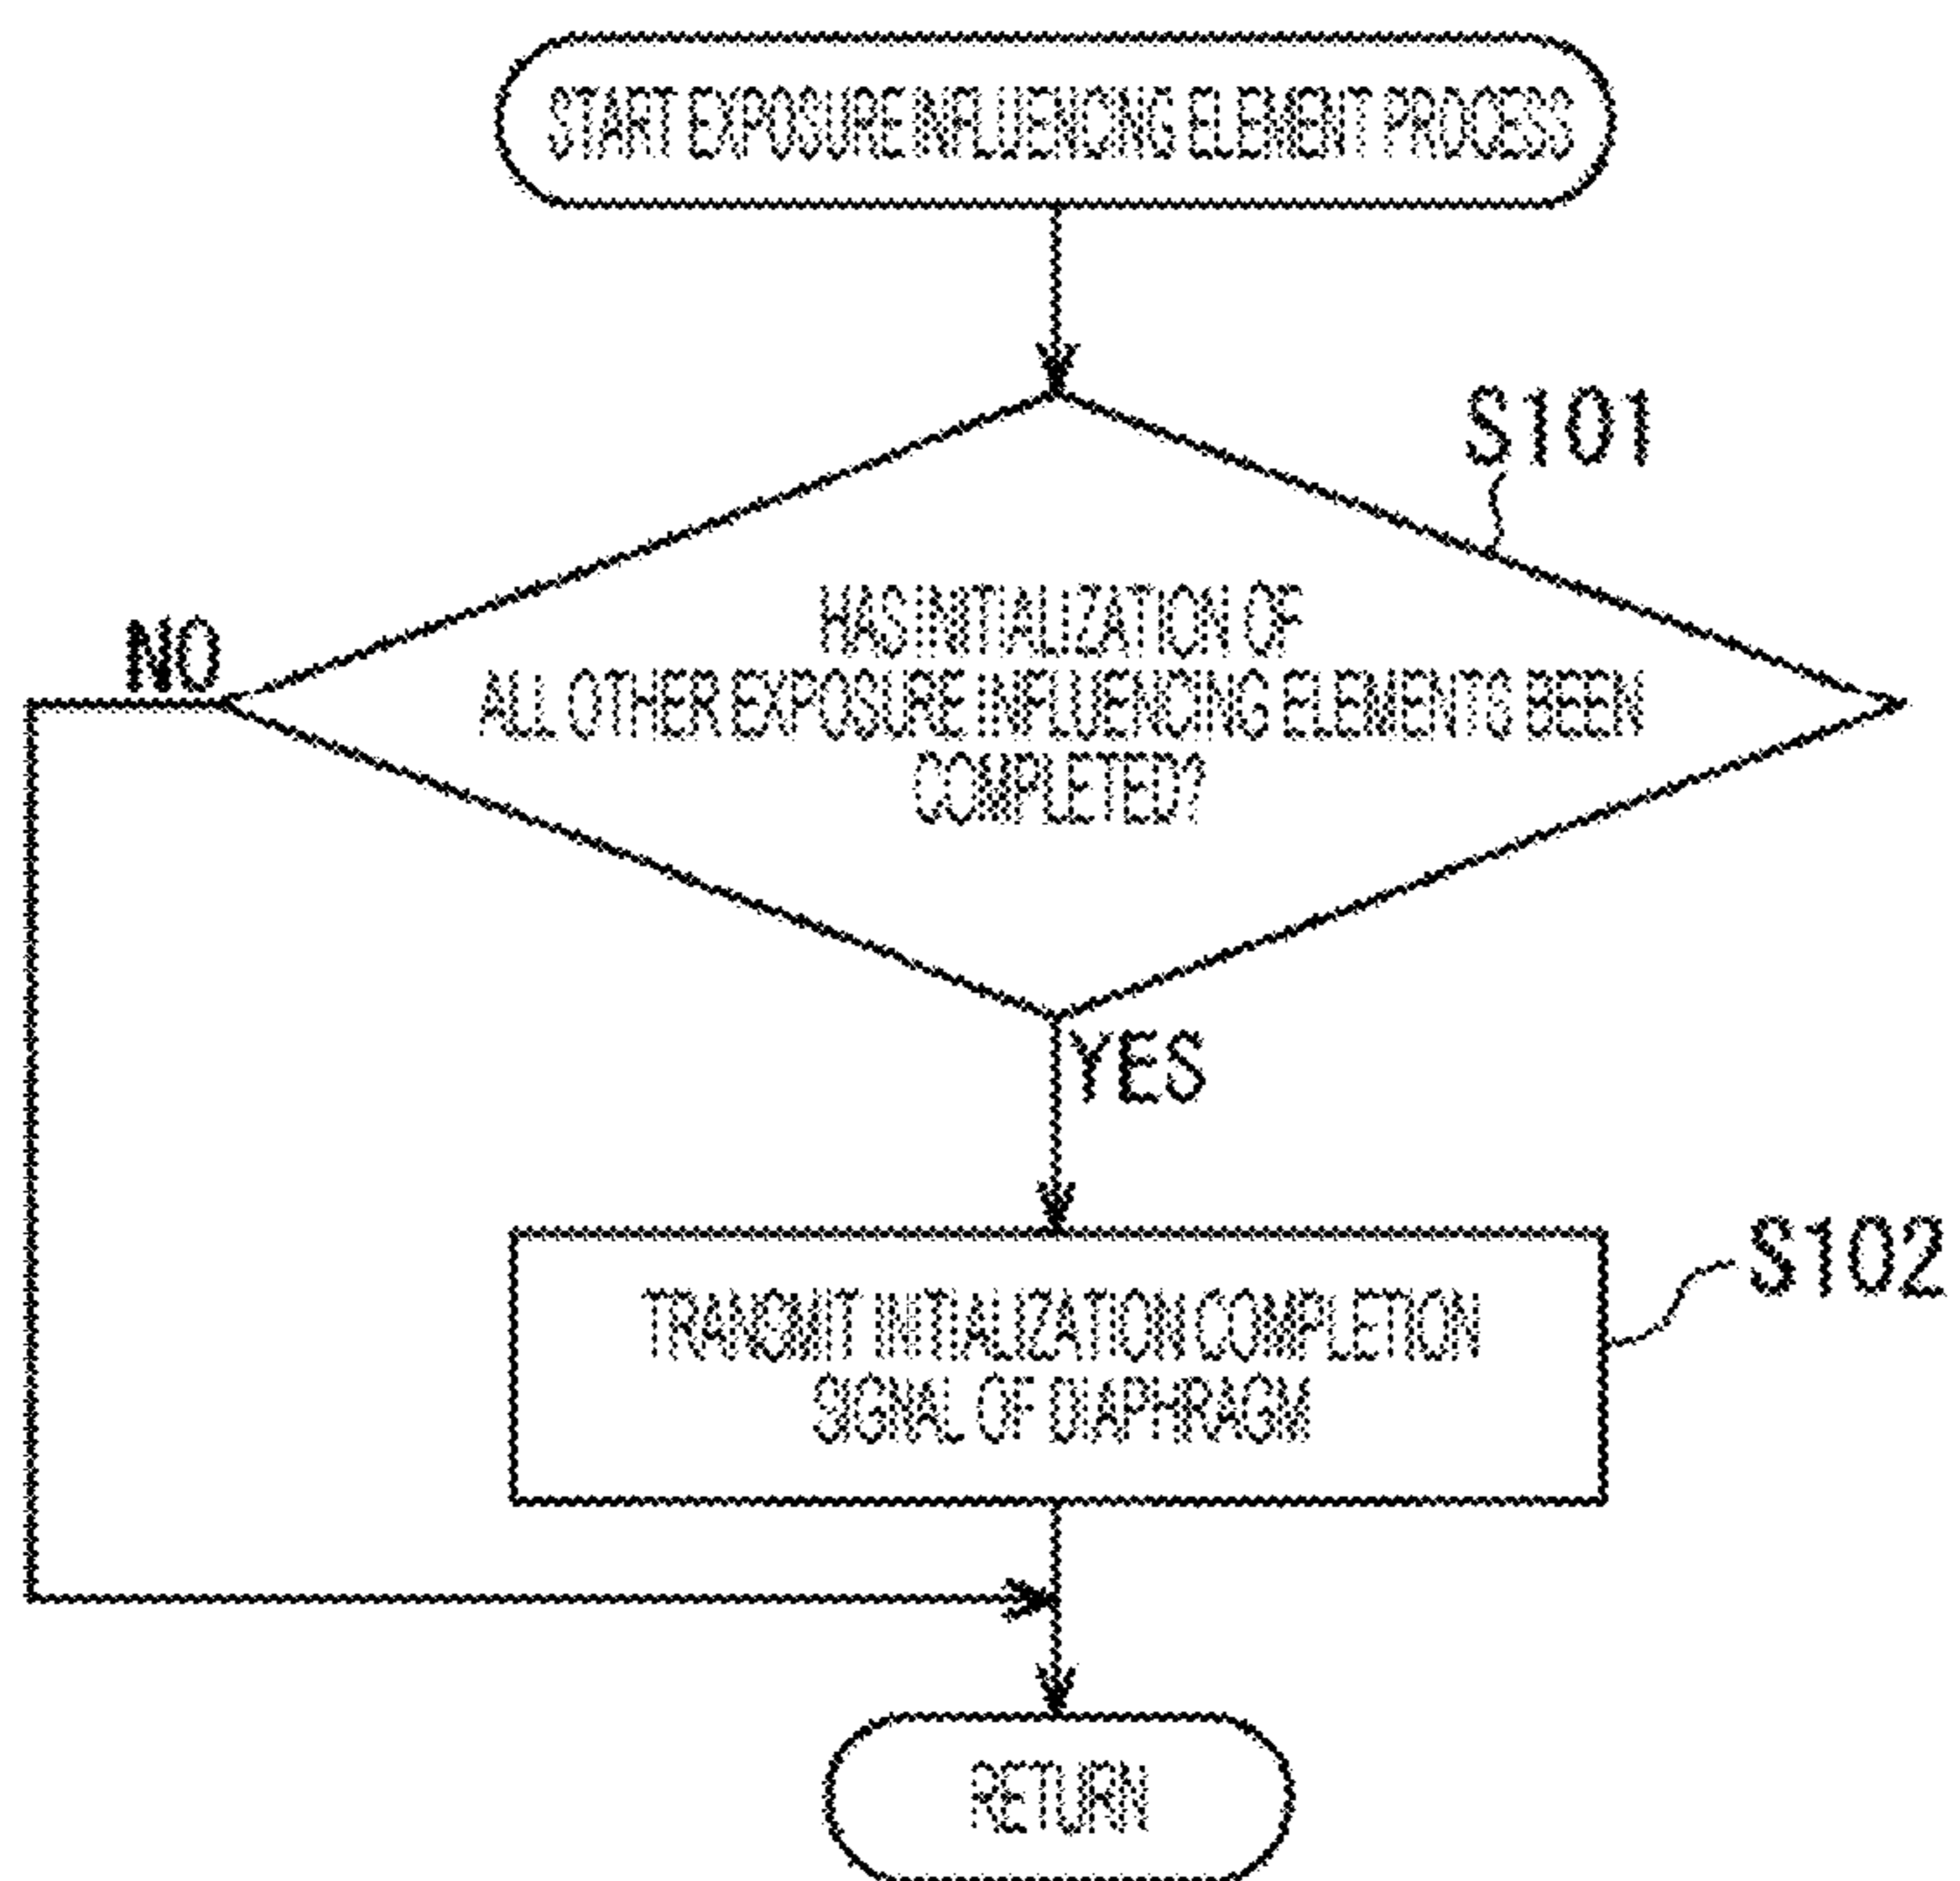 START EXPOSURE INFLUENCING ELEMENT PROCESS
S101
HAS INITIALIZATION OF
NO
ALL OTHER EXPOSURE INFLUENCING ELEMENTS BEEN
COMPLETED?
YES
S102
TRANSMIT INITIALIZATION COMPLETION
SIGNAL OF DIAPHRAGM
RETURN